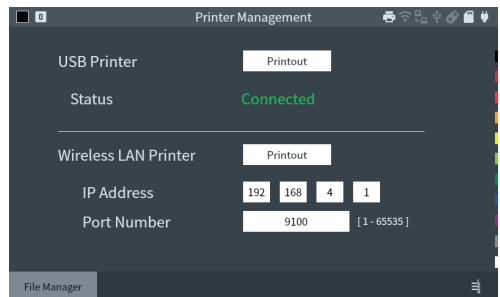 D Printer Management
USB Printer Printout
Status Connected
Wireless LAN Printer Printout
IP Address 192 168 4 1
Port Number 9100 [ 1 - 65535 ]
File Manager